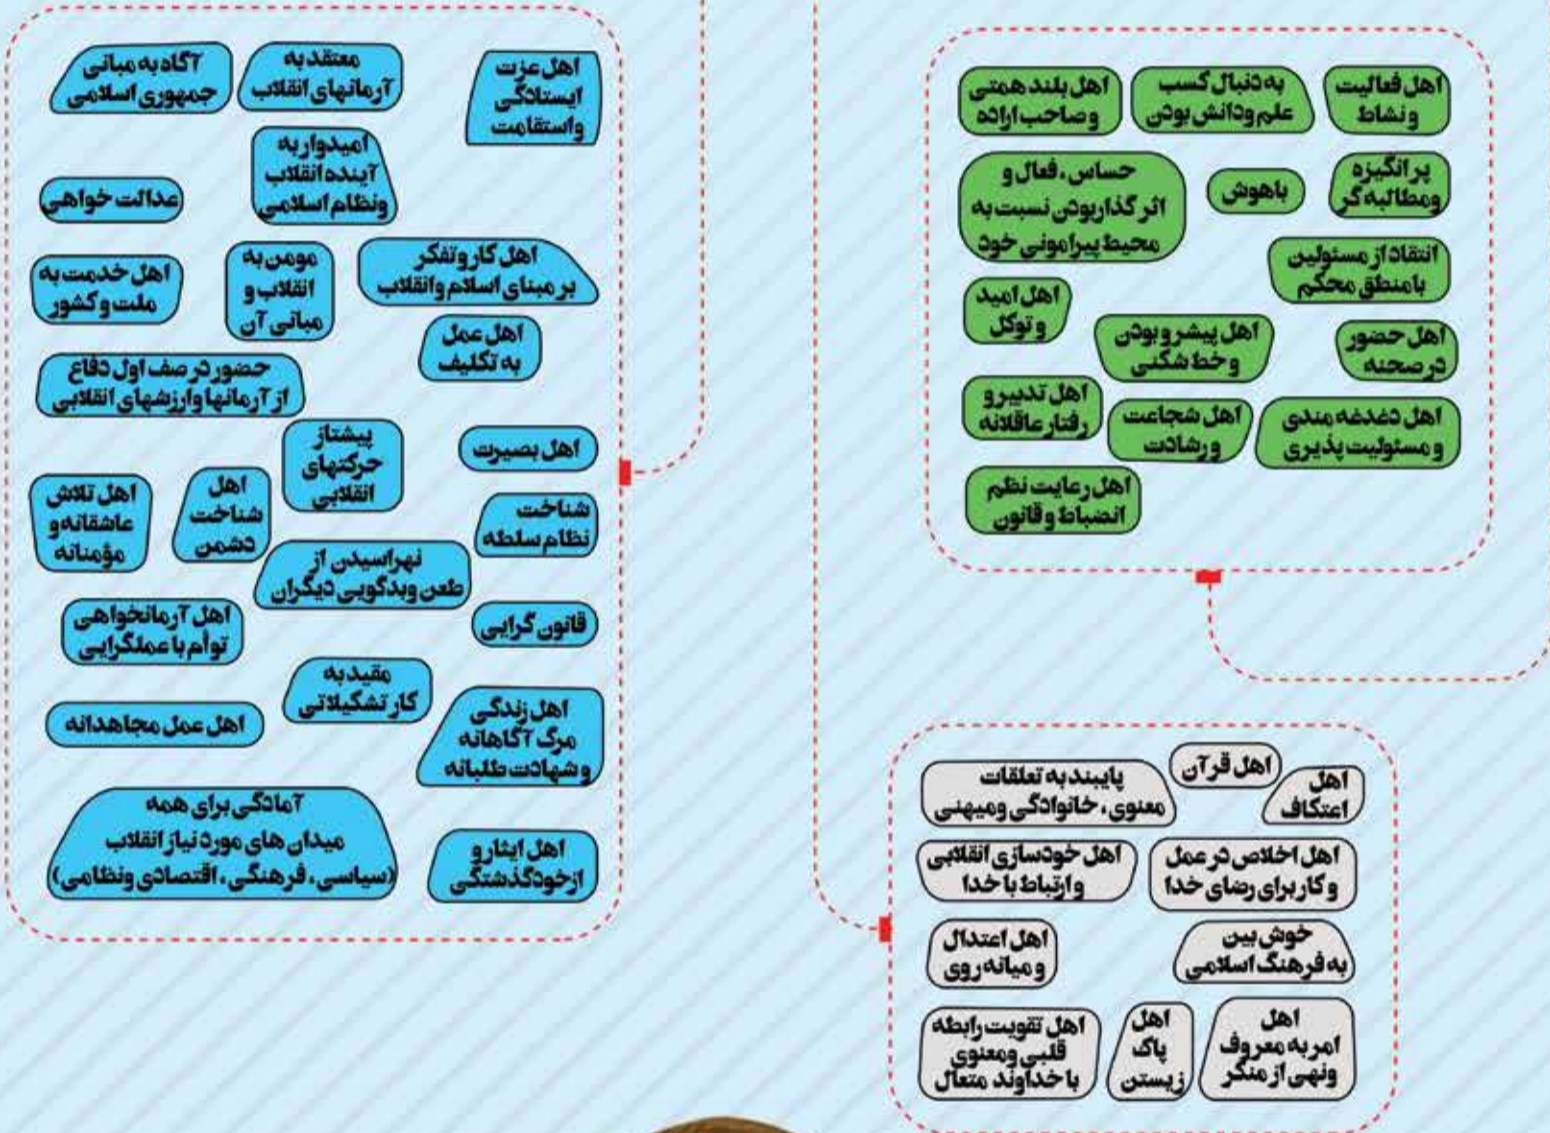 اهل فعالیت
و نشاط
به دنبال کسب
علم و دانش بودن
اهل بلند همتی
و صاحب اراده
پر انگیزه
ومطالبه گر
باهوش
حساس، فعال و
اثر گذاربودن نسبت به
محیط پیرامونی خود
انتقاد از مسئولین
بامنطق محکم
اهل امید
و توکل
اهل حضور
در صحنه
اهل پیشرو بودن
و خط شکنی
اهل تدبیر و
رفتار عاقلانه
اهل دغدغه مندی
و مسئولیت پذیری
اهل شجاعت
و رشادت
اهل رعایت نظم
انضباط و قانون
اهل عزت
ایستادگی
واستقامت
معتقد به
آرمانهای انقلاب
آگاه به مبانی
جمهوری اسلامی
امیدوار به
آینده انقلاب
ونظام اسلامی
عدالت خواهی
اهل کار و تفکر
بر مبنای اسلام وانقلاب
مومن به
انقلاب و
مبانی آن
اهل خدمت به
ملت و کشور
اهل عمل
به تکلیف
حضور در صف اول دفاع
از آرمانها وارزشهای انقلابی
اهل بصیرت
پیشتاز
حرکتهای
انقلابی
اهل
شناخت
دشمن
اهل تلاش
عاشقانه و
مؤمنانه
شناخت
نظام سلطه
نهراسیدن از
طعن وبدگویی دیگران
قانون گرایی
اهل آرمانخواهی
توأم با عملگرایی
مقید به
کار تشکیلاتی
اهل زندگی
مرگ آگاهانه
و شهادت طلبانه
اهل عمل مجاهدانه
آمادگی برای همه
میدان های مورد نیاز انقلاب
(سیاسی، فرهنگی، اقتصادی ونظامی)
اهل ایثار و
ازخودگذشتگی
اهل
اعتکاف
اهل قرآن
پایبند به تعلقات
معنوی، خانوادگی ومیهنی
اهل اخلاص در عمل
و کار برای رضای خدا
اهل خودسازی انقلابی
و ارتباط با خدا
خوش بین
به فرهنگ اسلامی
اهل اعتدال
و میانه روی
اهل
امر به معروف
ونهی از منکر
اهل
پاک
زیستن
اهل تقویت رابطه
قلبی ومعنوی
با خداوند متعال